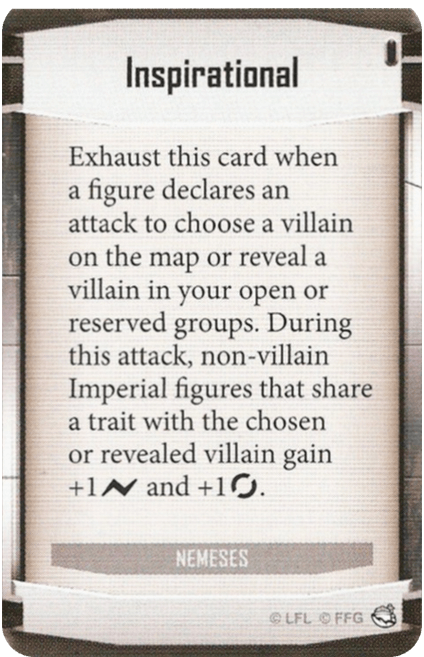 Inspirational
Exhaust this card when
a figure declares an
attack to choose a villain
on the map or reveal a
villain in your open or
reserved groups. During
this attack, non-villain
Imperial figures that share
a trait with the chosen
or revealed villain gain
+1 and +1.
NEMESES
© LFL © FFG